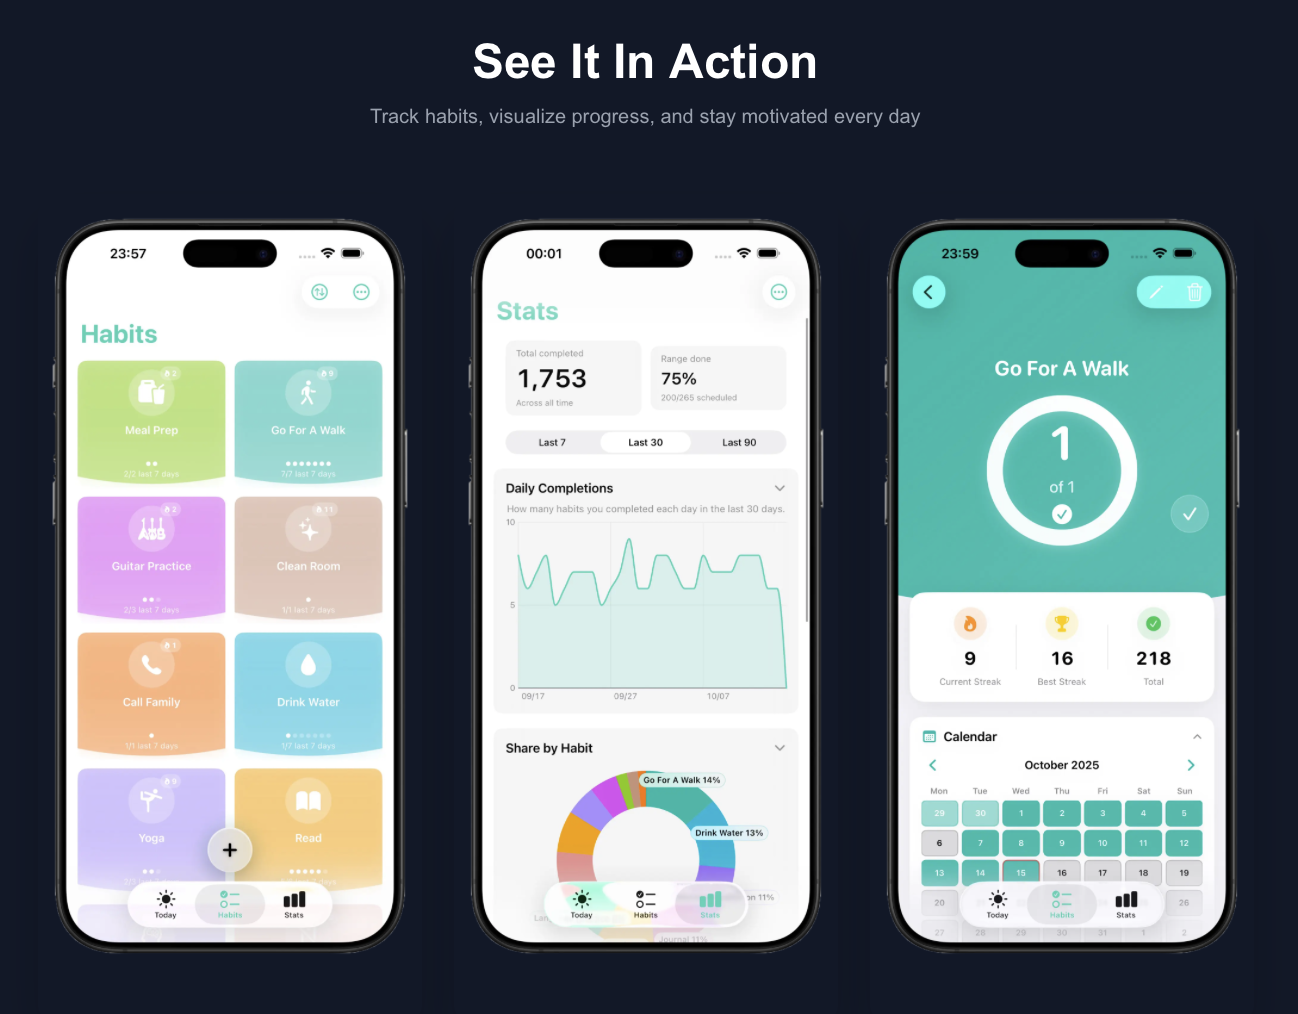 See It In Action
Track habits, visualize progress, and stay motivated every day
23:57
Habits
2
Meal Prep
2/2 last 7 days
9
Go For A Walk
7/7 last 7 days
2
Guitar Practice
2/3 last 7 days
11
Clean Room
1/1 last 7 days
1
Call Family
1/1 last 7 days
Drink Water
1/7 last 7 days
Yoga
Read
Today
Habits
Stats
00:01
Stats
Total completed
1,753
Across all time
Range done
75%
200/265 scheduled
Last 7
Last 30
Last 90
Daily Completions
How many habits you completed each day in the last 30 days.
10
5
0
09/17
09/27
10/07
Share by Habit
Go For A Walk 14%
Drink Water 13%
on 11%
Journal 11%
Today
Habits
Stats
23:59
Go For A Walk
1
of 1
9
Current Streak
16
Best Streak
218
Total
Calendar
October 2025
Mon Tue Wed Thu Fri Sat Sun
29 30 1 2 3 4 5
6 7 8 9 10 11 12
13 14 15 16 17 18 19
20 26
27 28 29 30 31 1 2
Today
Habits
Stats